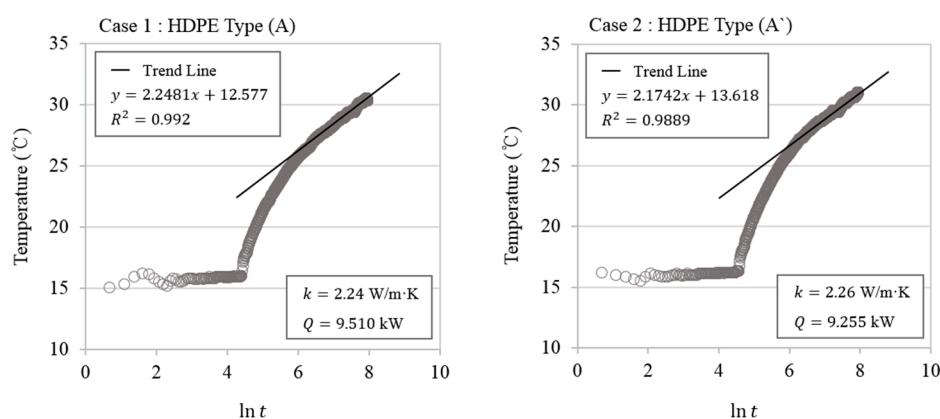 Case 1 : HDPE Type (A)
35
30
25
20
15
10
Temperature (℃)
— Trend Line
y = 2.2481x + 12.577
R² = 0.992
k = 2.24 W/m·K
Q = 9.510 kW
0 2 4 6 8 10
ln t
Case 2 : HDPE Type (A`)
35
30
25
20
15
10
Temperature (℃)
— Trend Line
y = 2.1742x + 13.618
R² = 0.9889
k = 2.26 W/m·K
Q = 9.255 kW
0 2 4 6 8 10
ln t